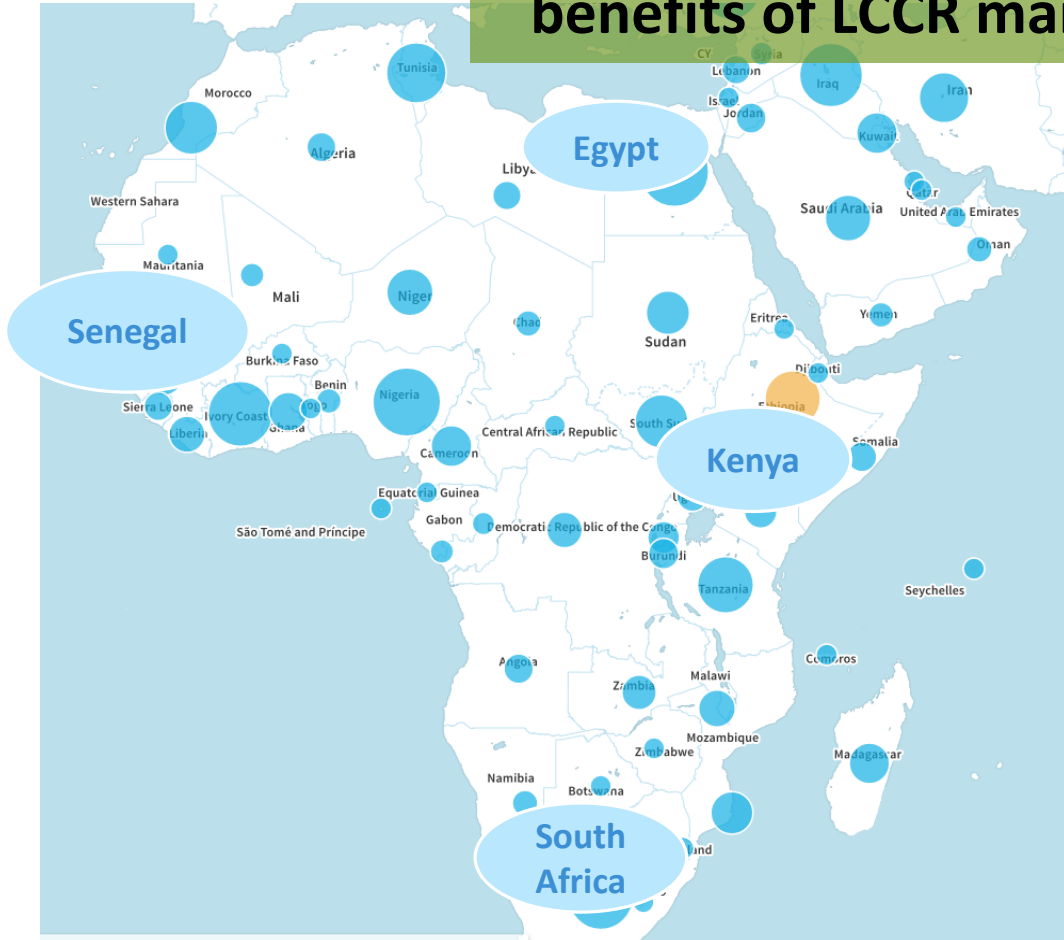 benefits of LCCR
CY
Syria
Lebanon
Tunisia
Iraq
Iran
Morocco
Israel
Jordan
Kuwait
Egypt
Algeria
Libya
Qatar
Western Sahara
Saudi Arabia
United Arab Emirates
Oman
Mauritania
Mali
Niger
Chad
Sudan
Eritrea
Yemen
Senegal
Burkina Faso
Djibouti
Benin
Nigeria
Ethiopia
Sierra Leone
Ivory Coast
Ghana
Liberia
South Su
Central African Republic
Somalia
Cameroon
Kenya
Equatorial Guinea
Gabon
Democratic Republic of the Congo
São Tomé and Príncipe
Burundi
Tanzania
Seychelles
Comoros
Angola
Zambia
Malawi
Mozambique
Zimbabwe
Madagascar
Namibia
Botswana
South
Africa
land